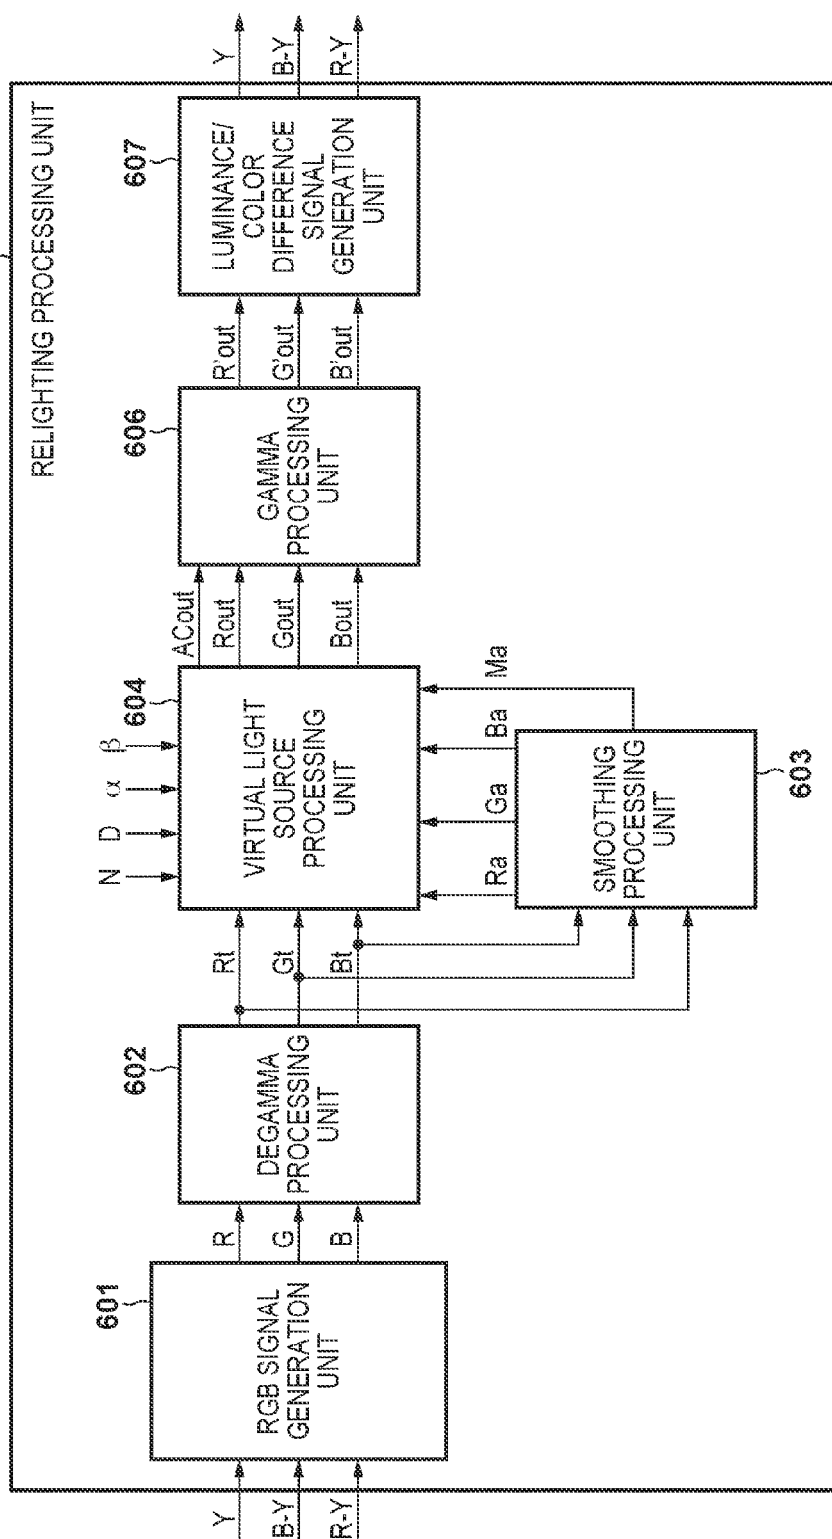 RELIGHTING PROCESSING UNIT
Y
B-Y
R-Y
601
RGB SIGNAL
GENERATION
UNIT
R
G
B
602
DEGAMMA
PROCESSING
UNIT
Rt
Gt
Bt
N
D
α
β
604
VIRTUAL LIGHT
SOURCE
PROCESSING
UNIT
Ra
Ga
Ba
Ma
SMOOTHING
PROCESSING
UNIT
603
ACout
Rout
Gout
Bout
606
GAMMA
PROCESSING
UNIT
R'out
G'out
B'out
607
LUMINANCE/
COLOR
DIFFERENCE
SIGNAL
GENERATION
UNIT
Y
B-Y
R-Y